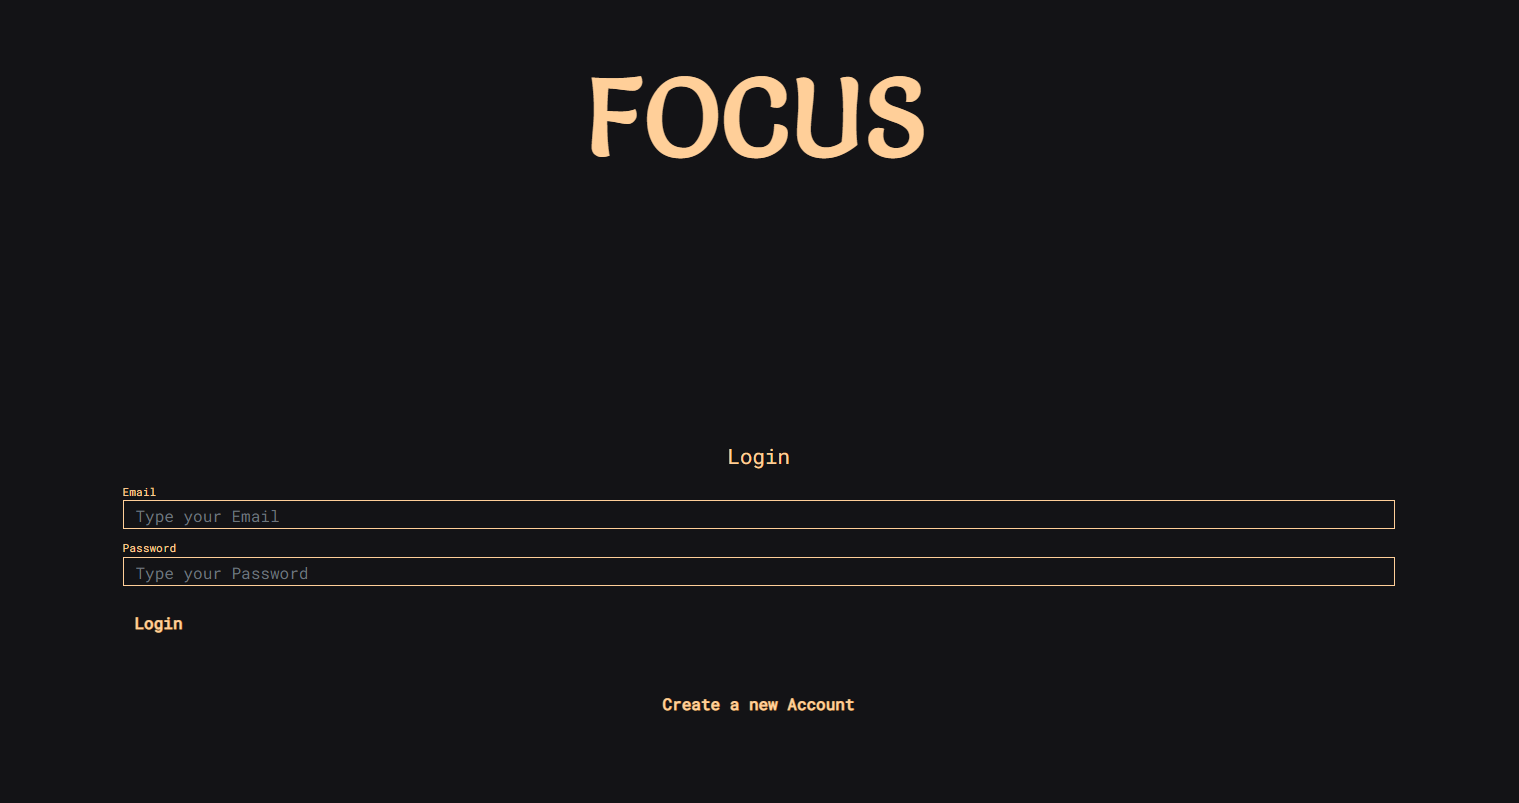 FOCUS
Login
Email
Type your Email
Password
Type your Password
Login
Create a new Account